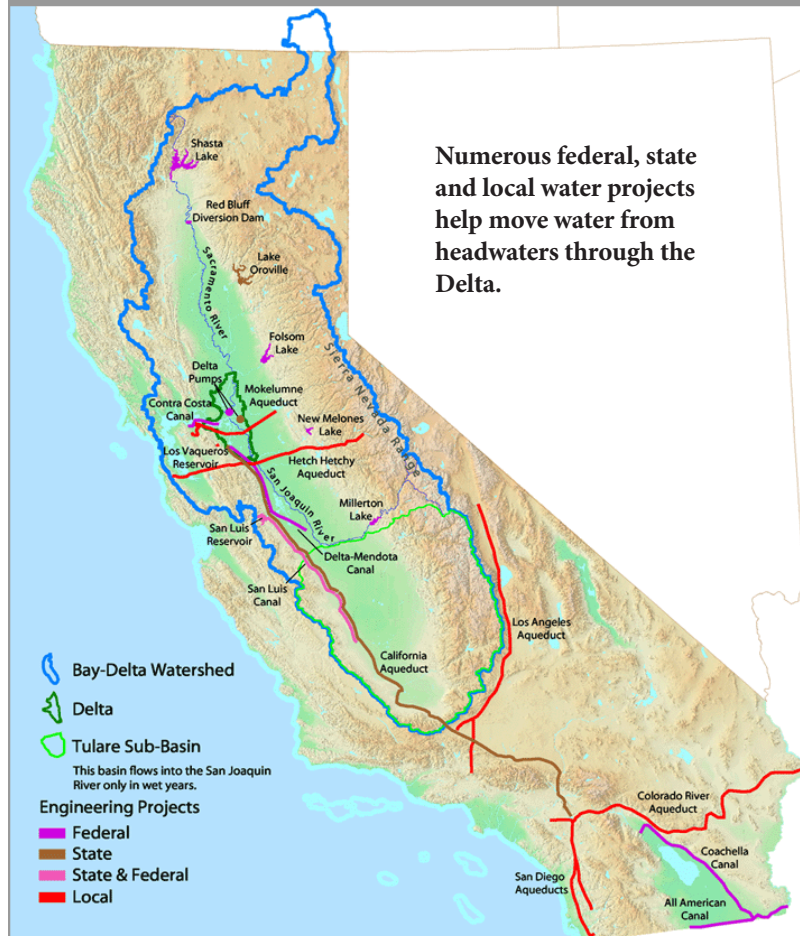 Numerous federal, state
and local water projects
help move water from
headwaters through the
Delta.
Shasta
Lake
Red Bluff
Diversion Dam
Sacramento River
Lake
Oroville
Folsom
Lake
Sierra Nevada Range
Delta
Pumps
Mokelumne
Aqueduct
Contra Costa
Canal
New Melones
Lake
Los Vaqueros
Reservoir
Hetch Hetchy
Aqueduct
San Joaquin River
Millerton
Lake
San Luis
Reservoir
Delta-Mendota
Canal
San Luis
Canal
Los Angeles
Aqueduct
California
Aqueduct
Bay-Delta Watershed
Delta
Tulare Sub-Basin
This basin flows into the San Joaquin
River only in wet years.
Engineering Projects
Federal
State
State & Federal
Local
Colorado River
Aqueduct
Coachella
Canal
San Diego
Aqueducts
All American
Canal